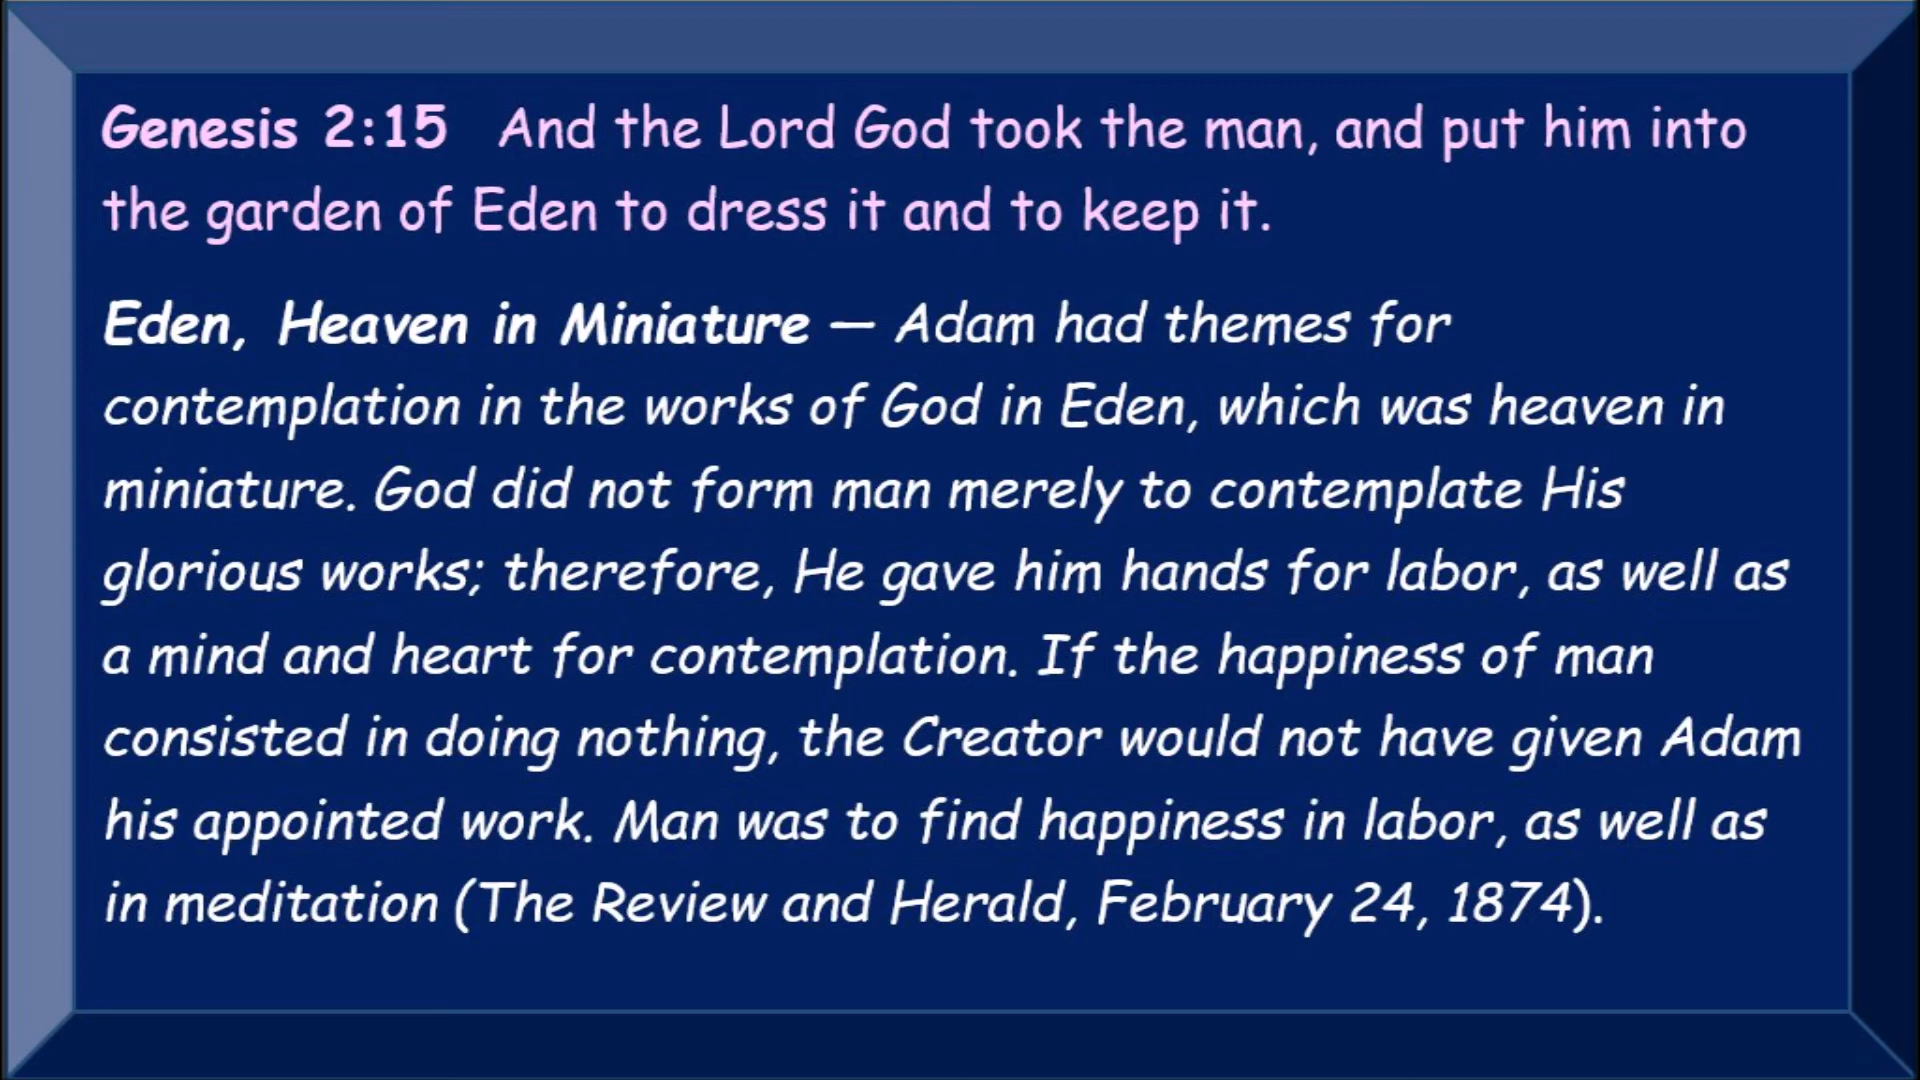 Genesis 2:15 And the Lord God took the man, and put him into
the garden of Eden to dress it and to keep it.
Eden, Heaven in Miniature — Adam had themes for
contemplation in the works of God in Eden, which was heaven in
miniature. God did not form man merely to contemplate His
glorious works; therefore, He gave him hands for labor, as well as
a mind and heart for contemplation. If the happiness of man
consisted in doing nothing, the Creator would not have given Adam
his appointed work. Man was to find happiness in labor, as well as
in meditation (The Review and Herald, February 24, 1874).